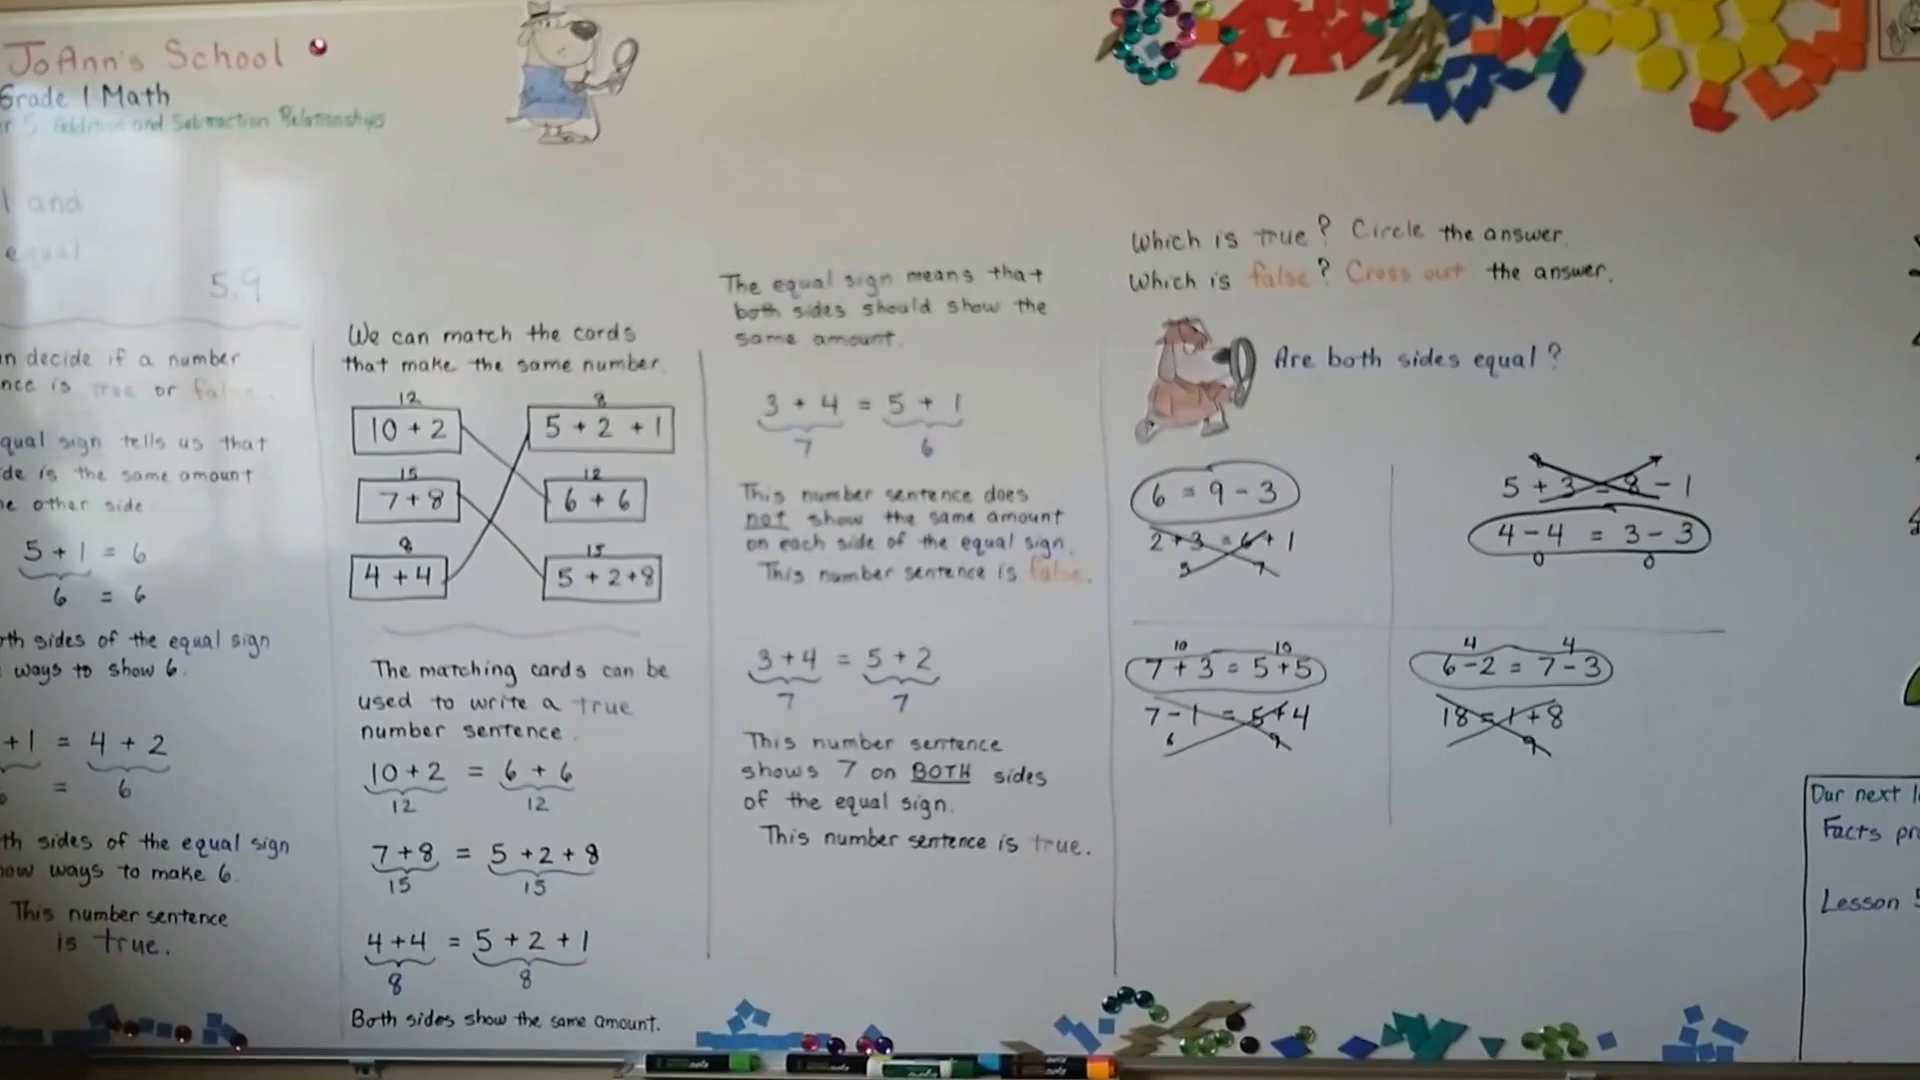 JoAnn's School
Grade 1 Math
5 Addition and Subtraction Relationships
and
equal
5.9
decide if a number
is true or false.
equal sign tells us that
is the same amount
other side.
5 + 1 = 6
6 = 6
sides of the equal sign
ways to show 6.
+ 1 = 4 + 2
= 6
sides of the equal sign
ways to make 6.
This number sentence
is true.
We can match the cards
that make the same number.
12 8
10 + 2 5 + 2 + 1
15 12
7 + 8 6 + 6
8 15
4 + 4 5 + 2 + 8
The matching cards can be
used to write a true
number sentence.
10 + 2 = 6 + 6
12 12
7 + 8 = 5 + 2 + 8
15 15
4 + 4 = 5 + 2 + 1
8 8
Both sides show the same amount.
The equal sign means that
both sides should show the
same amount.
3 + 4 = 5 + 1
7 6
This number sentence does
not show the same amount
on each side of the equal sign.
This number sentence is false.
3 + 4 = 5 + 2
7 7
This number sentence
shows 7 on BOTH sides
of the equal sign.
This number sentence is true.
Which is true? Circle the answer.
Which is false? Cross out the answer.
Are both sides equal?
6 = 9 - 3
2 + 3 = 6 + 1
5 7
5 + 3 = 8 - 1
4 - 4 = 3 - 3
0 0
10 10
7 + 3 = 5 + 5
7 - 1 = 5 + 4
6 9
4 4
6 - 2 = 7 - 3
18 = 1 + 8
9
Our next
Facts
Lesson